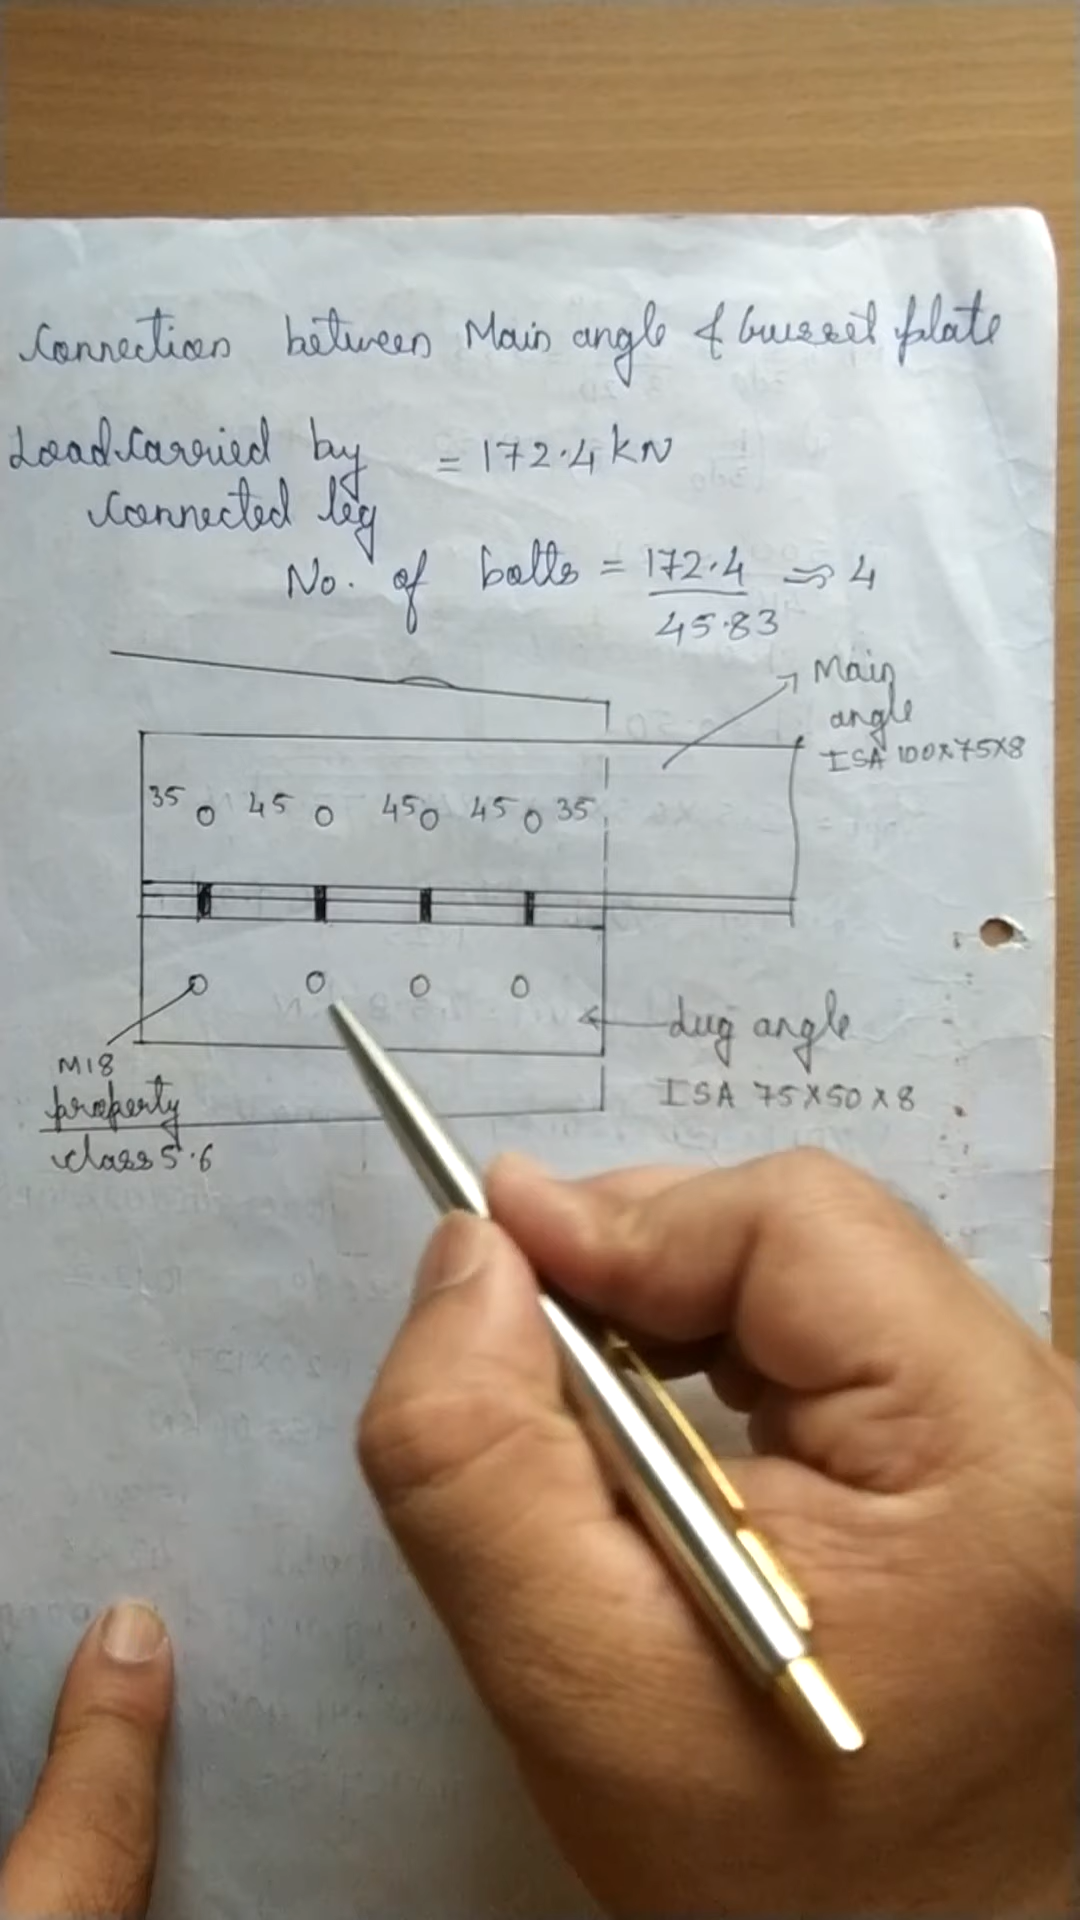 Connection between Main angle & Gusset plate
Load carried by = 172.4 KN
connected leg
No. of bolts = 172.4 ≈ 4
45.83
Main
angle
ISA 100x75x8
35 45 45 45 35
Lug angle
ISA 75x50x8
M18
property
class 5.6